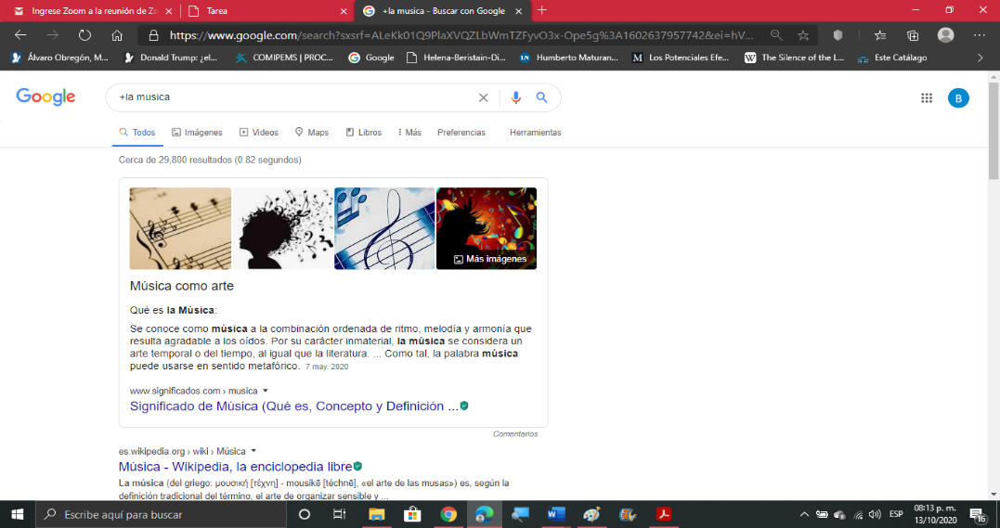 Ingrese Zoom a la reunión de Zo
Tarea
+la musica - Buscar con Google
https://www.google.com/search?sxsrf=ALeKk01Q9PlaXVQZLbWmTZFyvO3x-Ope5g%3A1602637957742&ei=hV...
Álvaro Obregón, M...
Donald Trump: ¿el...
COMIPEMS | PROC...
Google
Helena-Beristain-Di...
Humberto Maturan...
Los Potenciales Efe...
The Silence of the L...
Este Catálago
Google
+la musica
B
Todos Imágenes Videos Maps Libros Más Preferencias Herramientas
Cerca de 29,800 resultados (0.82 segundos)
Más imágenes
Música como arte
Qué es la Música:
Se conoce como música a la combinación ordenada de ritmo, melodía y armonía que
resulta agradable a los oídos. Por su carácter inmaterial, la música se considera un
arte temporal o del tiempo, al igual que la literatura. ... Como tal, la palabra música
puede usarse en sentido metafórico. 7 may. 2020
www.significados.com › musica
Significado de Música (Qué es, Concepto y Definición ...
Comentarios
es.wikipedia.org › wiki › Música
Música - Wikipedia, la enciclopedia libre
La música (del griego: μουσική [τέχνη] - mousikē [téchnē], «el arte de las musas») es, según la
definición tradicional del término, el arte de organizar sensible y ...
Escribe aquí para buscar
ESP
08:13 p. m.
13/10/2020
16